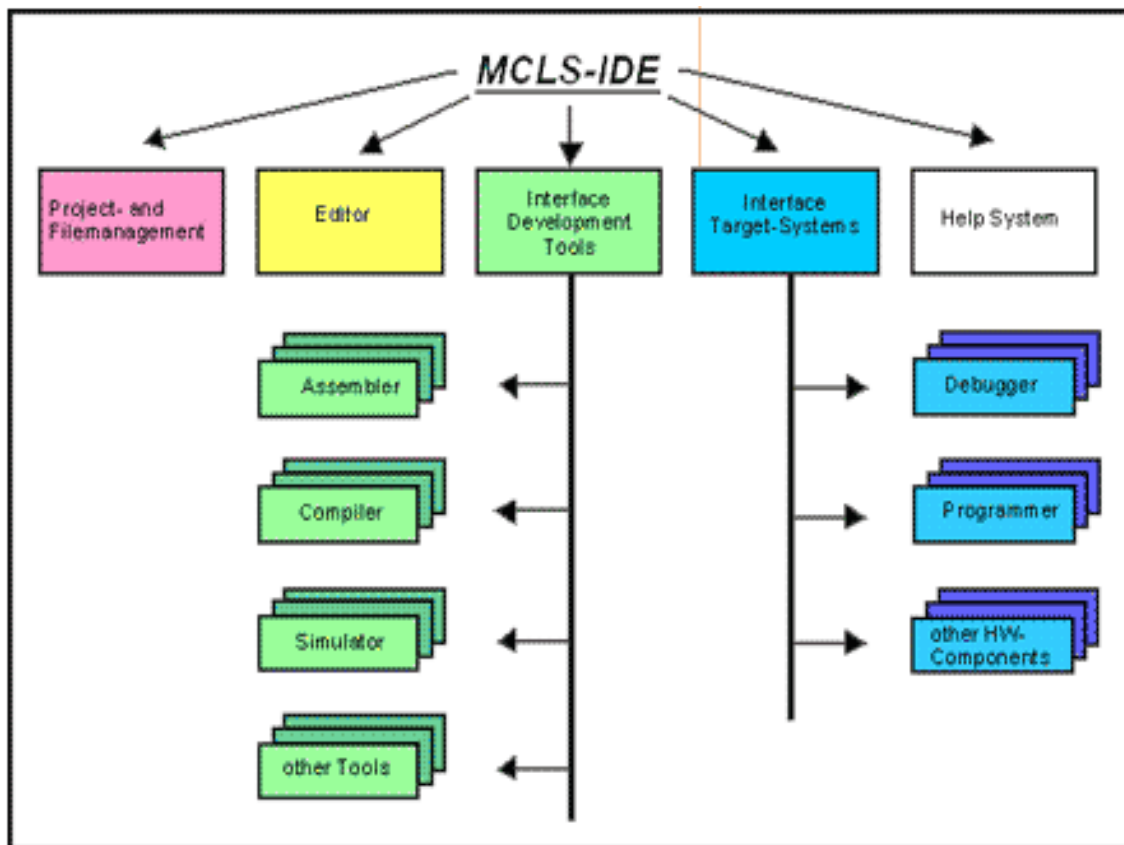 MCLS-IDE
Project- and
Filemanagement
Editor
Interface
Development
Tools
Interface
Target-Systems
Help System
Assembler
Debugger
Compiler
Programmer
Simulator
other HW-
Components
other Tools